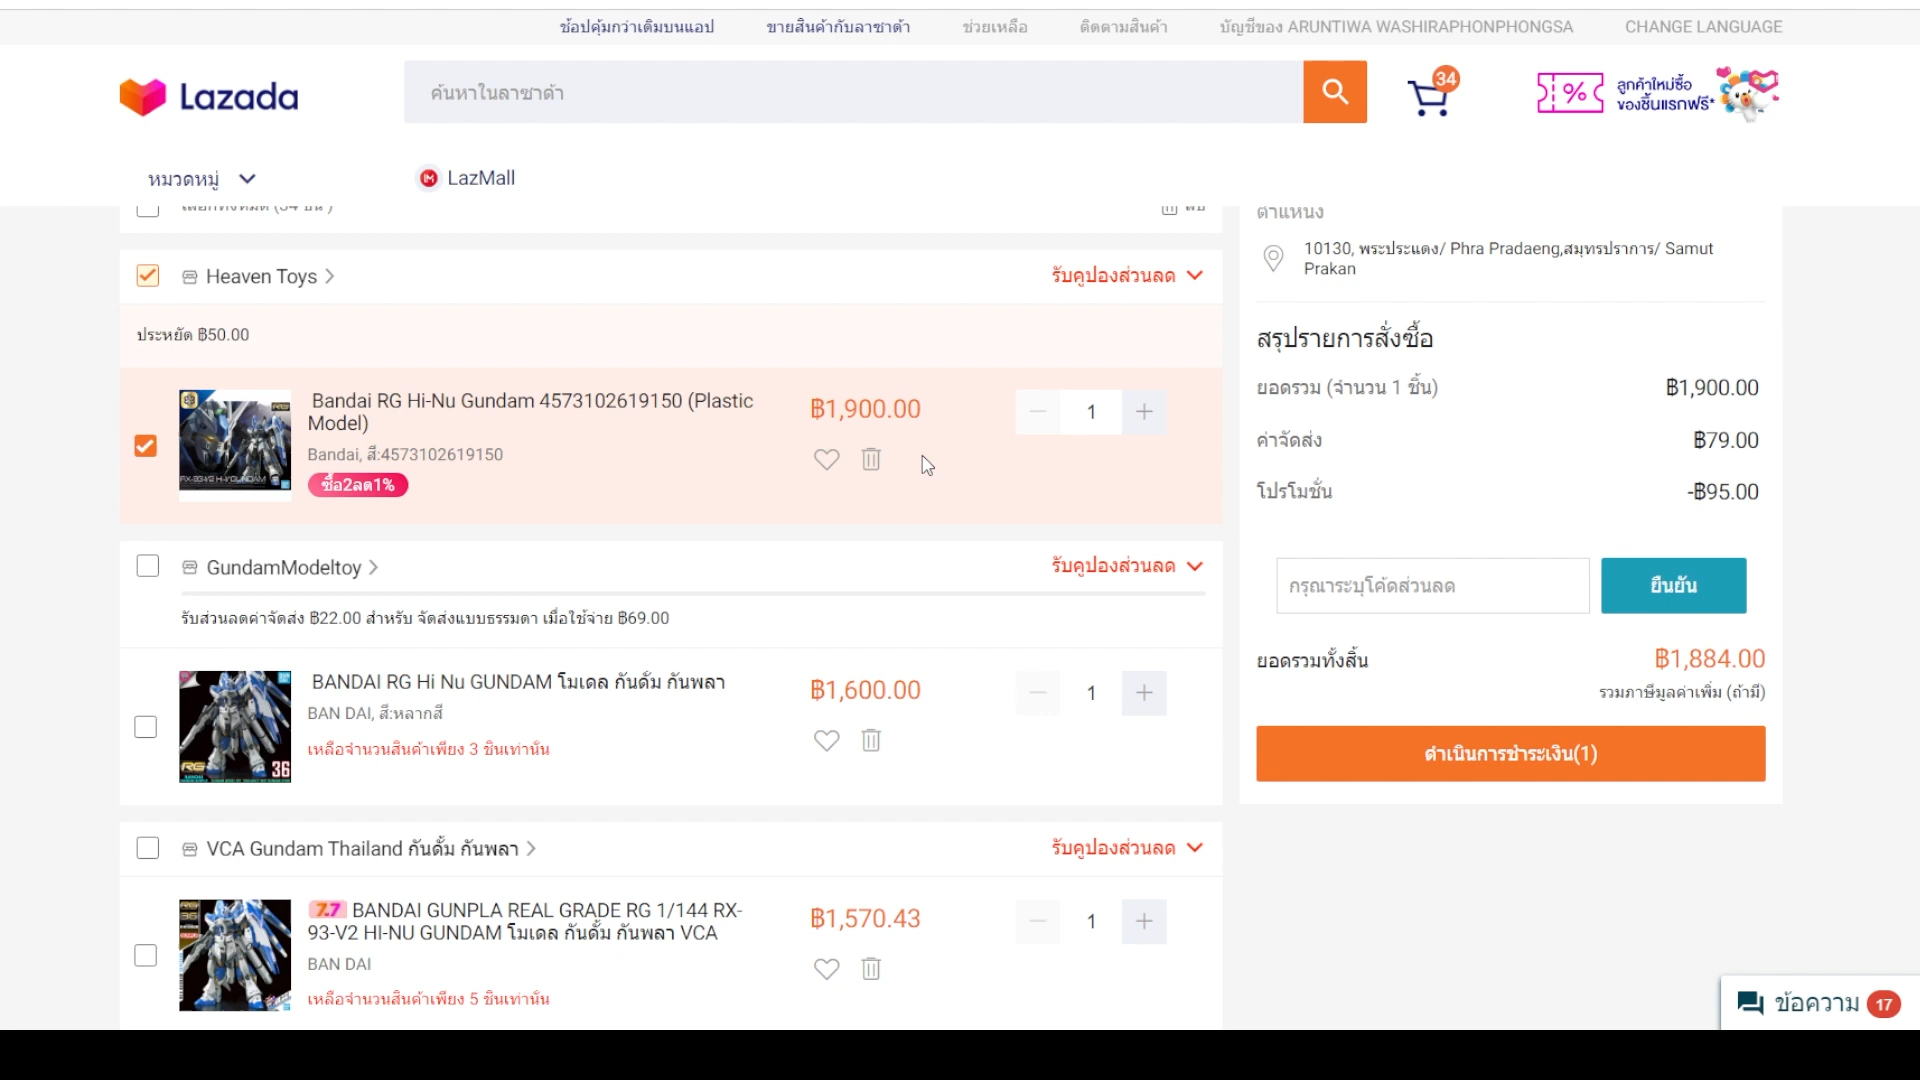 ช้อปคุ้มกว่าเดิมบนแอป ขายสินค้ากับลาซาด้า ช่วยเหลือ ติดตามสินค้า บัญชีของ ARUNTIWA WASHIRAPHONPHONGSA CHANGE LANGUAGE
Lazada
ค้นหาในลาซาด้า
34
%
ลูกค้าใหม่ซื้อ
ของชิ้นแรกฟรี*
หมวดหมู่
LazMall
เลือกทั้งหมด (34 ชิ้น )
ลบ
Heaven Toys
รับคูปองส่วนลด
ประหยัด ฿50.00
Bandai RG Hi-Nu Gundam 4573102619150 (Plastic
Model)
Bandai, สี:4573102619150
ซื้อ2ลด1%
฿1,900.00
1
GundamModeltoy
รับคูปองส่วนลด
รับส่วนลดค่าจัดส่ง ฿22.00 สำหรับ จัดส่งแบบธรรมดา เมื่อใช้จ่าย ฿69.00
BANDAI RG Hi Nu GUNDAM โมเดล กันดั้ม กันพลา
BAN DAI, สี:หลากสี
เหลือจำนวนสินค้าเพียง 3 ชิ้นเท่านั้น
RG
36
฿1,600.00
1
VCA Gundam Thailand กันดั้ม กันพลา
รับคูปองส่วนลด
7.7 BANDAI GUNPLA REAL GRADE RG 1/144 RX-
93-V2 HI-NU GUNDAM โมเดล กันดั้ม กันพลา VCA
BAN DAI
เหลือจำนวนสินค้าเพียง 5 ชิ้นเท่านั้น
฿1,570.43
1
ตำแหน่ง
10130, พระประแดง/ Phra Pradaeng,สมุทรปราการ/ Samut
Prakan
สรุปรายการสั่งซื้อ
ยอดรวม (จำนวน 1 ชิ้น) ฿1,900.00
ค่าจัดส่ง ฿79.00
โปรโมชั่น -฿95.00
กรุณาระบุโค้ดส่วนลด
ยืนยัน
ยอดรวมทั้งสิ้น ฿1,884.00
รวมภาษีมูลค่าเพิ่ม (ถ้ามี)
ดำเนินการชำระเงิน(1)
ข้อความ 17